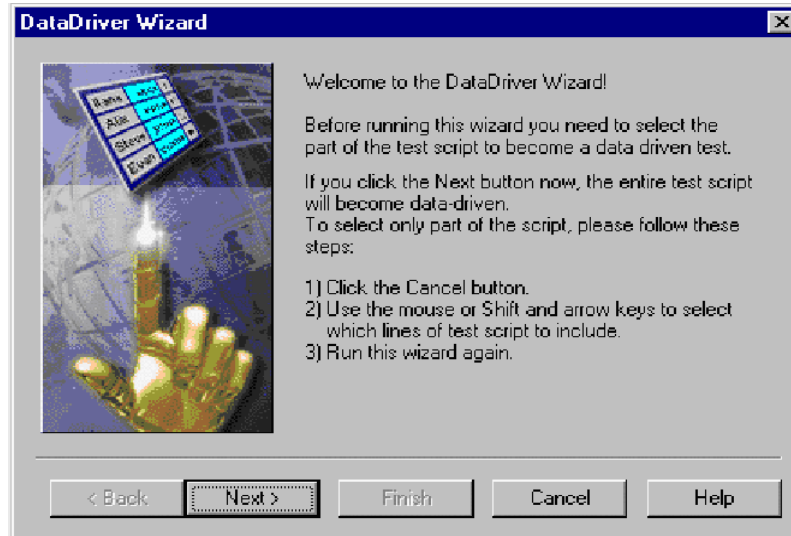 DataDriver Wizard
Rana
Alix
Steve
Evan
Welcome to the DataDriver Wizard!
Before running this wizard you need to select the
part of the test script to become a data driven test.
If you click the Next button now, the entire test script
will become data-driven.
To select only part of the script, please follow these
steps:
1) Click the Cancel button.
2) Use the mouse or Shift and arrow keys to select
which lines of test script to include.
3) Run this wizard again.
< Back
Next >
Finish
Cancel
Help